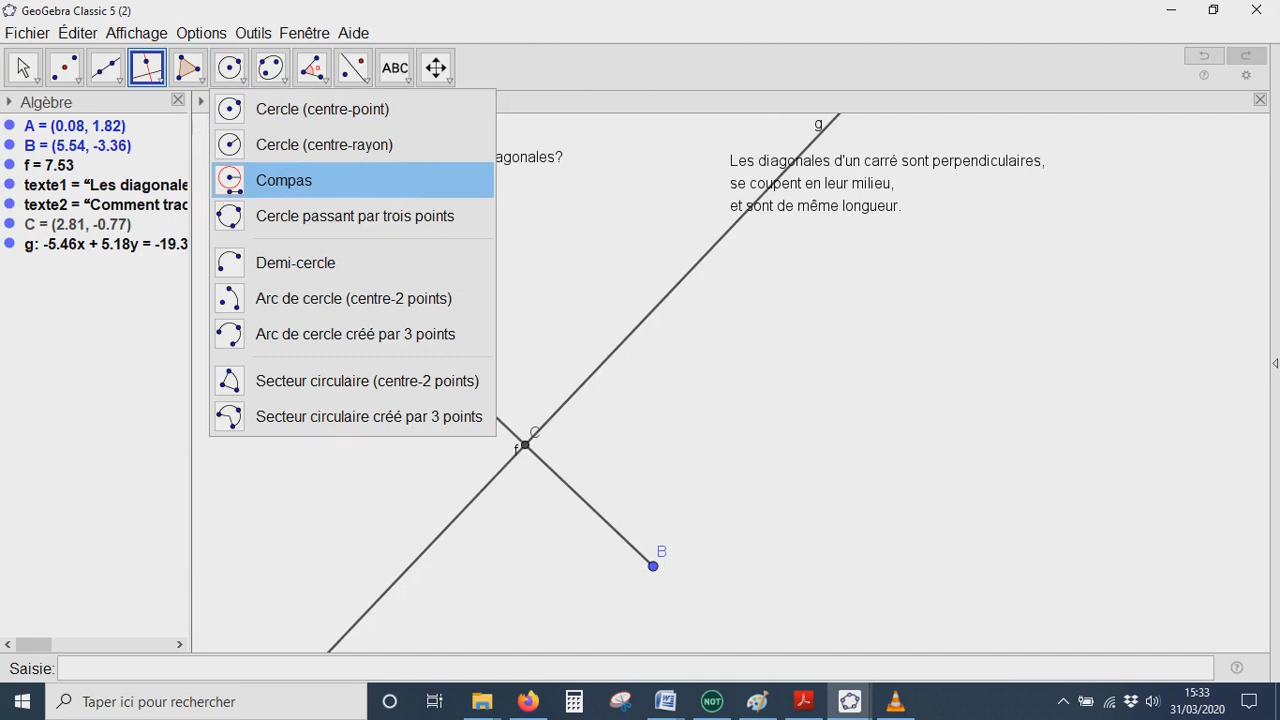 GeoGebra Classic 5 (2)
Fichier Éditer Affichage Options Outils Fenêtre Aide
ABC
Algèbre
A = (0.08, 1.82)
B = (5.54, -3.36)
f = 7.53
texte1 = “Les diagonale
texte2 = “Comment trac
C = (2.81, -0.77)
g: -5.46x + 5.18y = -19.3
Cercle (centre-point)
Cercle (centre-rayon)
Compas
Cercle passant par trois points
Demi-cercle
Arc de cercle (centre-2 points)
Arc de cercle créé par 3 points
Secteur circulaire (centre-2 points)
Secteur circulaire créé par 3 points
agonales?
g
Les diagonales d'un carré sont perpendiculaires,
se coupent en leur milieu,
et sont de même longueur.
C
f
B
Saisie:
Taper ici pour rechercher
NOT
15:33
31/03/2020